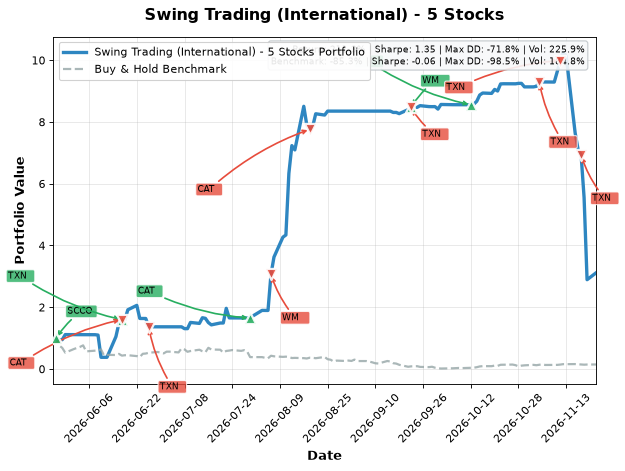 Swing Trading (International) - 5 Stocks
Swing Trading (International) - 5 Stocks Portfolio
Buy & Hold Benchmark
Sharpe: 1.35 | Max DD: -71.8% | Vol: 225.9%
Sharpe: -0.06 | Max DD: -98.5% | Vol:
Portfolio Value
10
8
6
4
2
0
TXN
SCCO
CAT
CAT
TXN
CAT
WM
WM
TXN
TXN
TXN
TXN
2026-06-06
2026-06-22
2026-07-08
2026-07-24
2026-08-09
2026-08-25
2026-09-10
2026-09-26
2026-10-12
2026-10-28
2026-11-13
Date